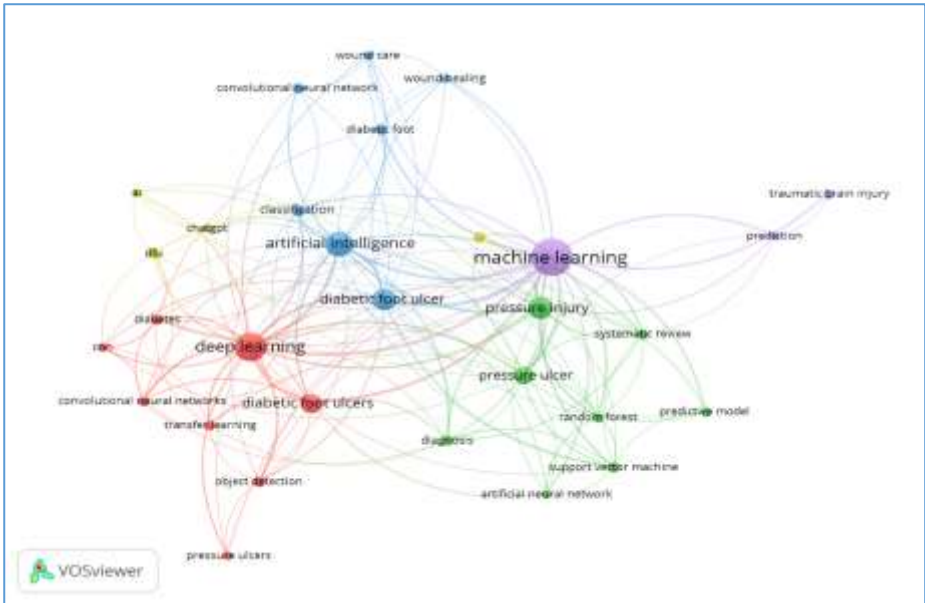 wound care
wound healing
convolutional neural network
diabetic foot
traumatic brain injury
classification
chatgpt
prediction
artificial intelligence
machine learning
diabetic foot ulcer
pressure injury
diabetes
systematic review
deep learning
pressure ulcer
convolutional neural networks
diabetic foot ulcers
predictive model
random forest
transfer learning
diagnosis
support vector machine
object detection
artificial neural network
pressure ulcers
VOSviewer